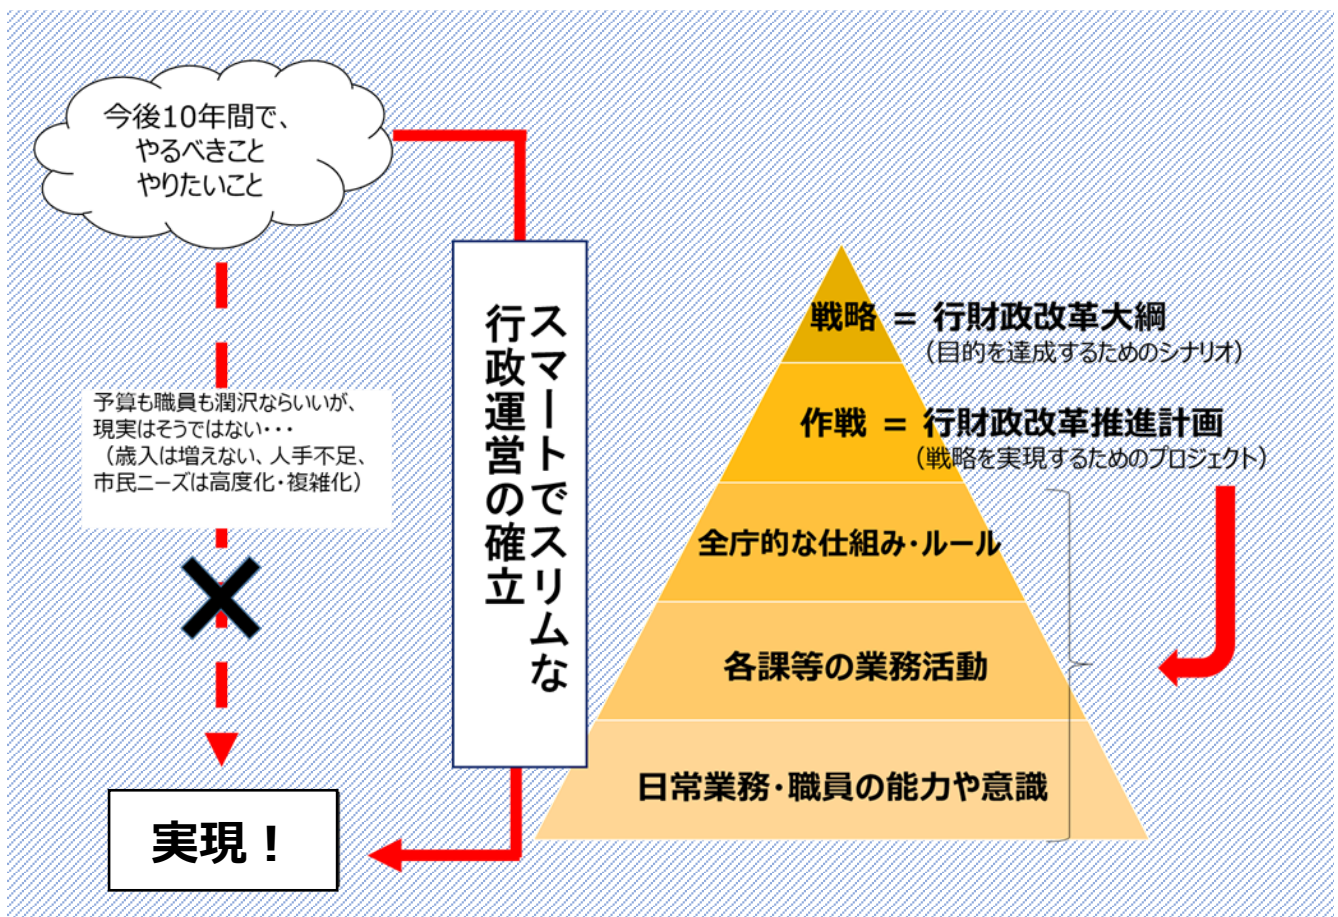 今後10年間で、
やるべきこと
やりたいこと
予算も職員も潤沢ならいいが、
現実はそうではない・・・
（歳入は増えない、人手不足、
市民ニーズは高度化・複雑化）
実現！
スマートでスリムな
行政運営の確立
戦略 ＝ 行財政改革大綱
（目的を達成するためのシナリオ）
作戦 ＝ 行財政改革推進計画
（戦略を実現するためのプロジェクト）
全庁的な仕組み・ルール
各課等の業務活動
日常業務・職員の能力や意識